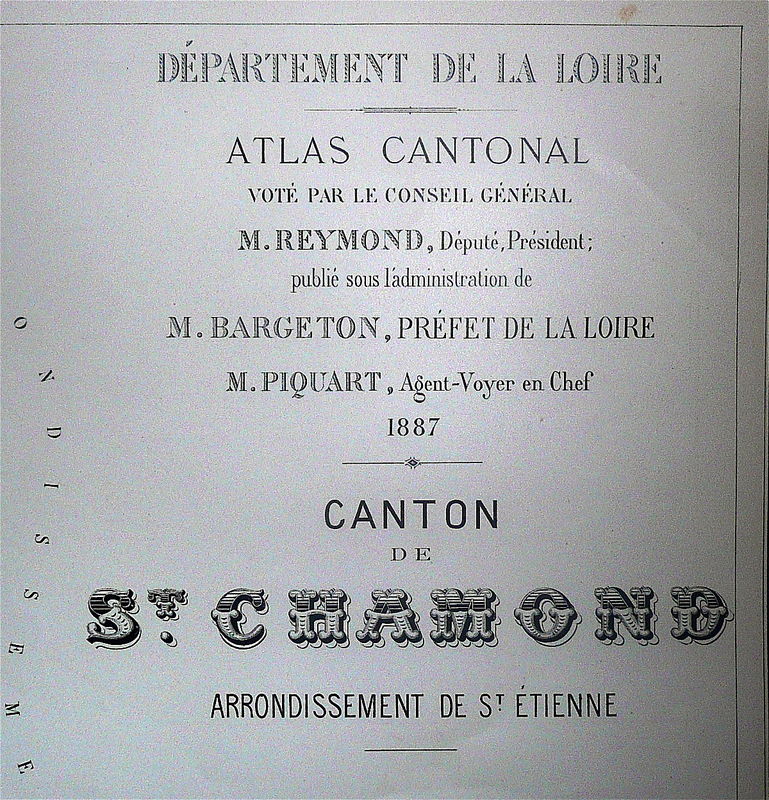 DÉPARTEMENT DE LA LOIRE
ATLAS CANTONAL
VOTÉ PAR LE CONSEIL GÉNÉRAL
M. REYMOND, Député, Président;
publié sous l'administration de
M. BARGETON, PRÉFET DE LA LOIRE
M. PIQUART, Agent-Voyer en Chef
1887
CANTON
DE
ST. CHAMOND
ARRONDISSEMENT DE ST ÉTIENNE
ONDISSEME